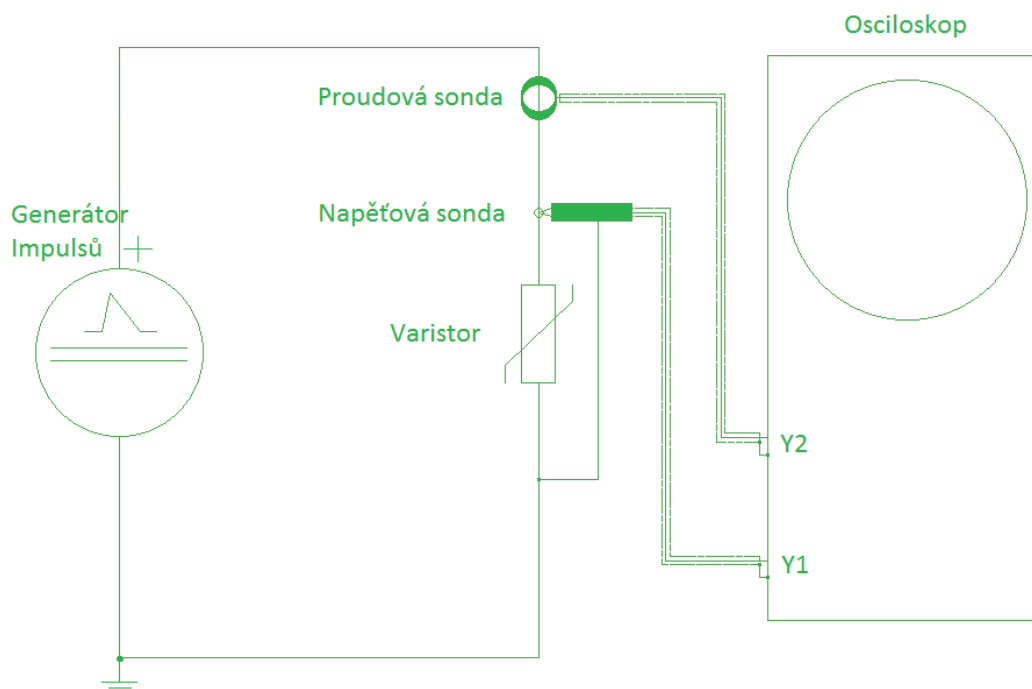 Osciloskop
Proudová sonda
Napěťová sonda
Generátor
Impulsů
Varistor
Y2
Y1